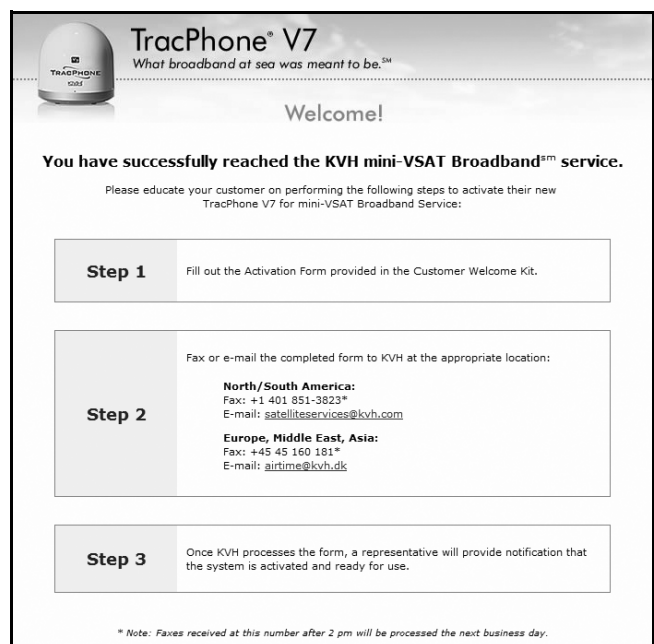 TracPhone® V7
What broadband at sea was meant to be.℠
TRACPHONE
Welcome!
You have successfully reached the KVH mini-VSAT Broadband℠ service.
Please educate your customer on performing the following steps to activate their new
TracPhone V7 for mini-VSAT Broadband Service:
Step 1
Fill out the Activation Form provided in the Customer Welcome Kit.
Step 2
Fax or e-mail the completed form to KVH at the appropriate location:
North/South America:
Fax: +1 401 851-3823*
E-mail: satelliteservices@kvh.com
Europe, Middle East, Asia:
Fax: +45 45 160 181*
E-mail: airtime@kvh.dk
Step 3
Once KVH processes the form, a representative will provide notification that
the system is activated and ready for use.
* Note: Faxes received at this number after 2 pm will be processed the next business day.